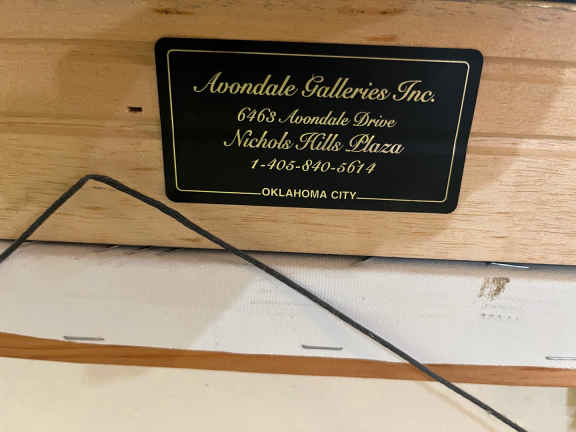 Avondale Galleries Inc.
6463 Avondale Drive
Nichols Hills Plaza
1-405-840-5614
OKLAHOMA CITY